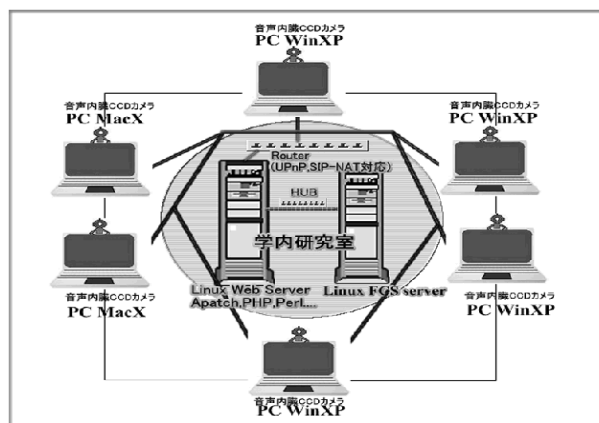 音声内臓CCDカメラ
PC WinXP
音声内臓CCDカメラ
PC MacX
音声内臓CCDカメラ
PC WinXP
Router
(UPnP,SIP-NAT対応)
HUB
学内研究室
Linux Web Server
Apatch,PHP,Perl....
Linux FGS server
音声内臓CCDカメラ
PC MacX
音声内臓CCDカメラ
PC WinXP
音声内臓CCDカメラ
PC WinXP